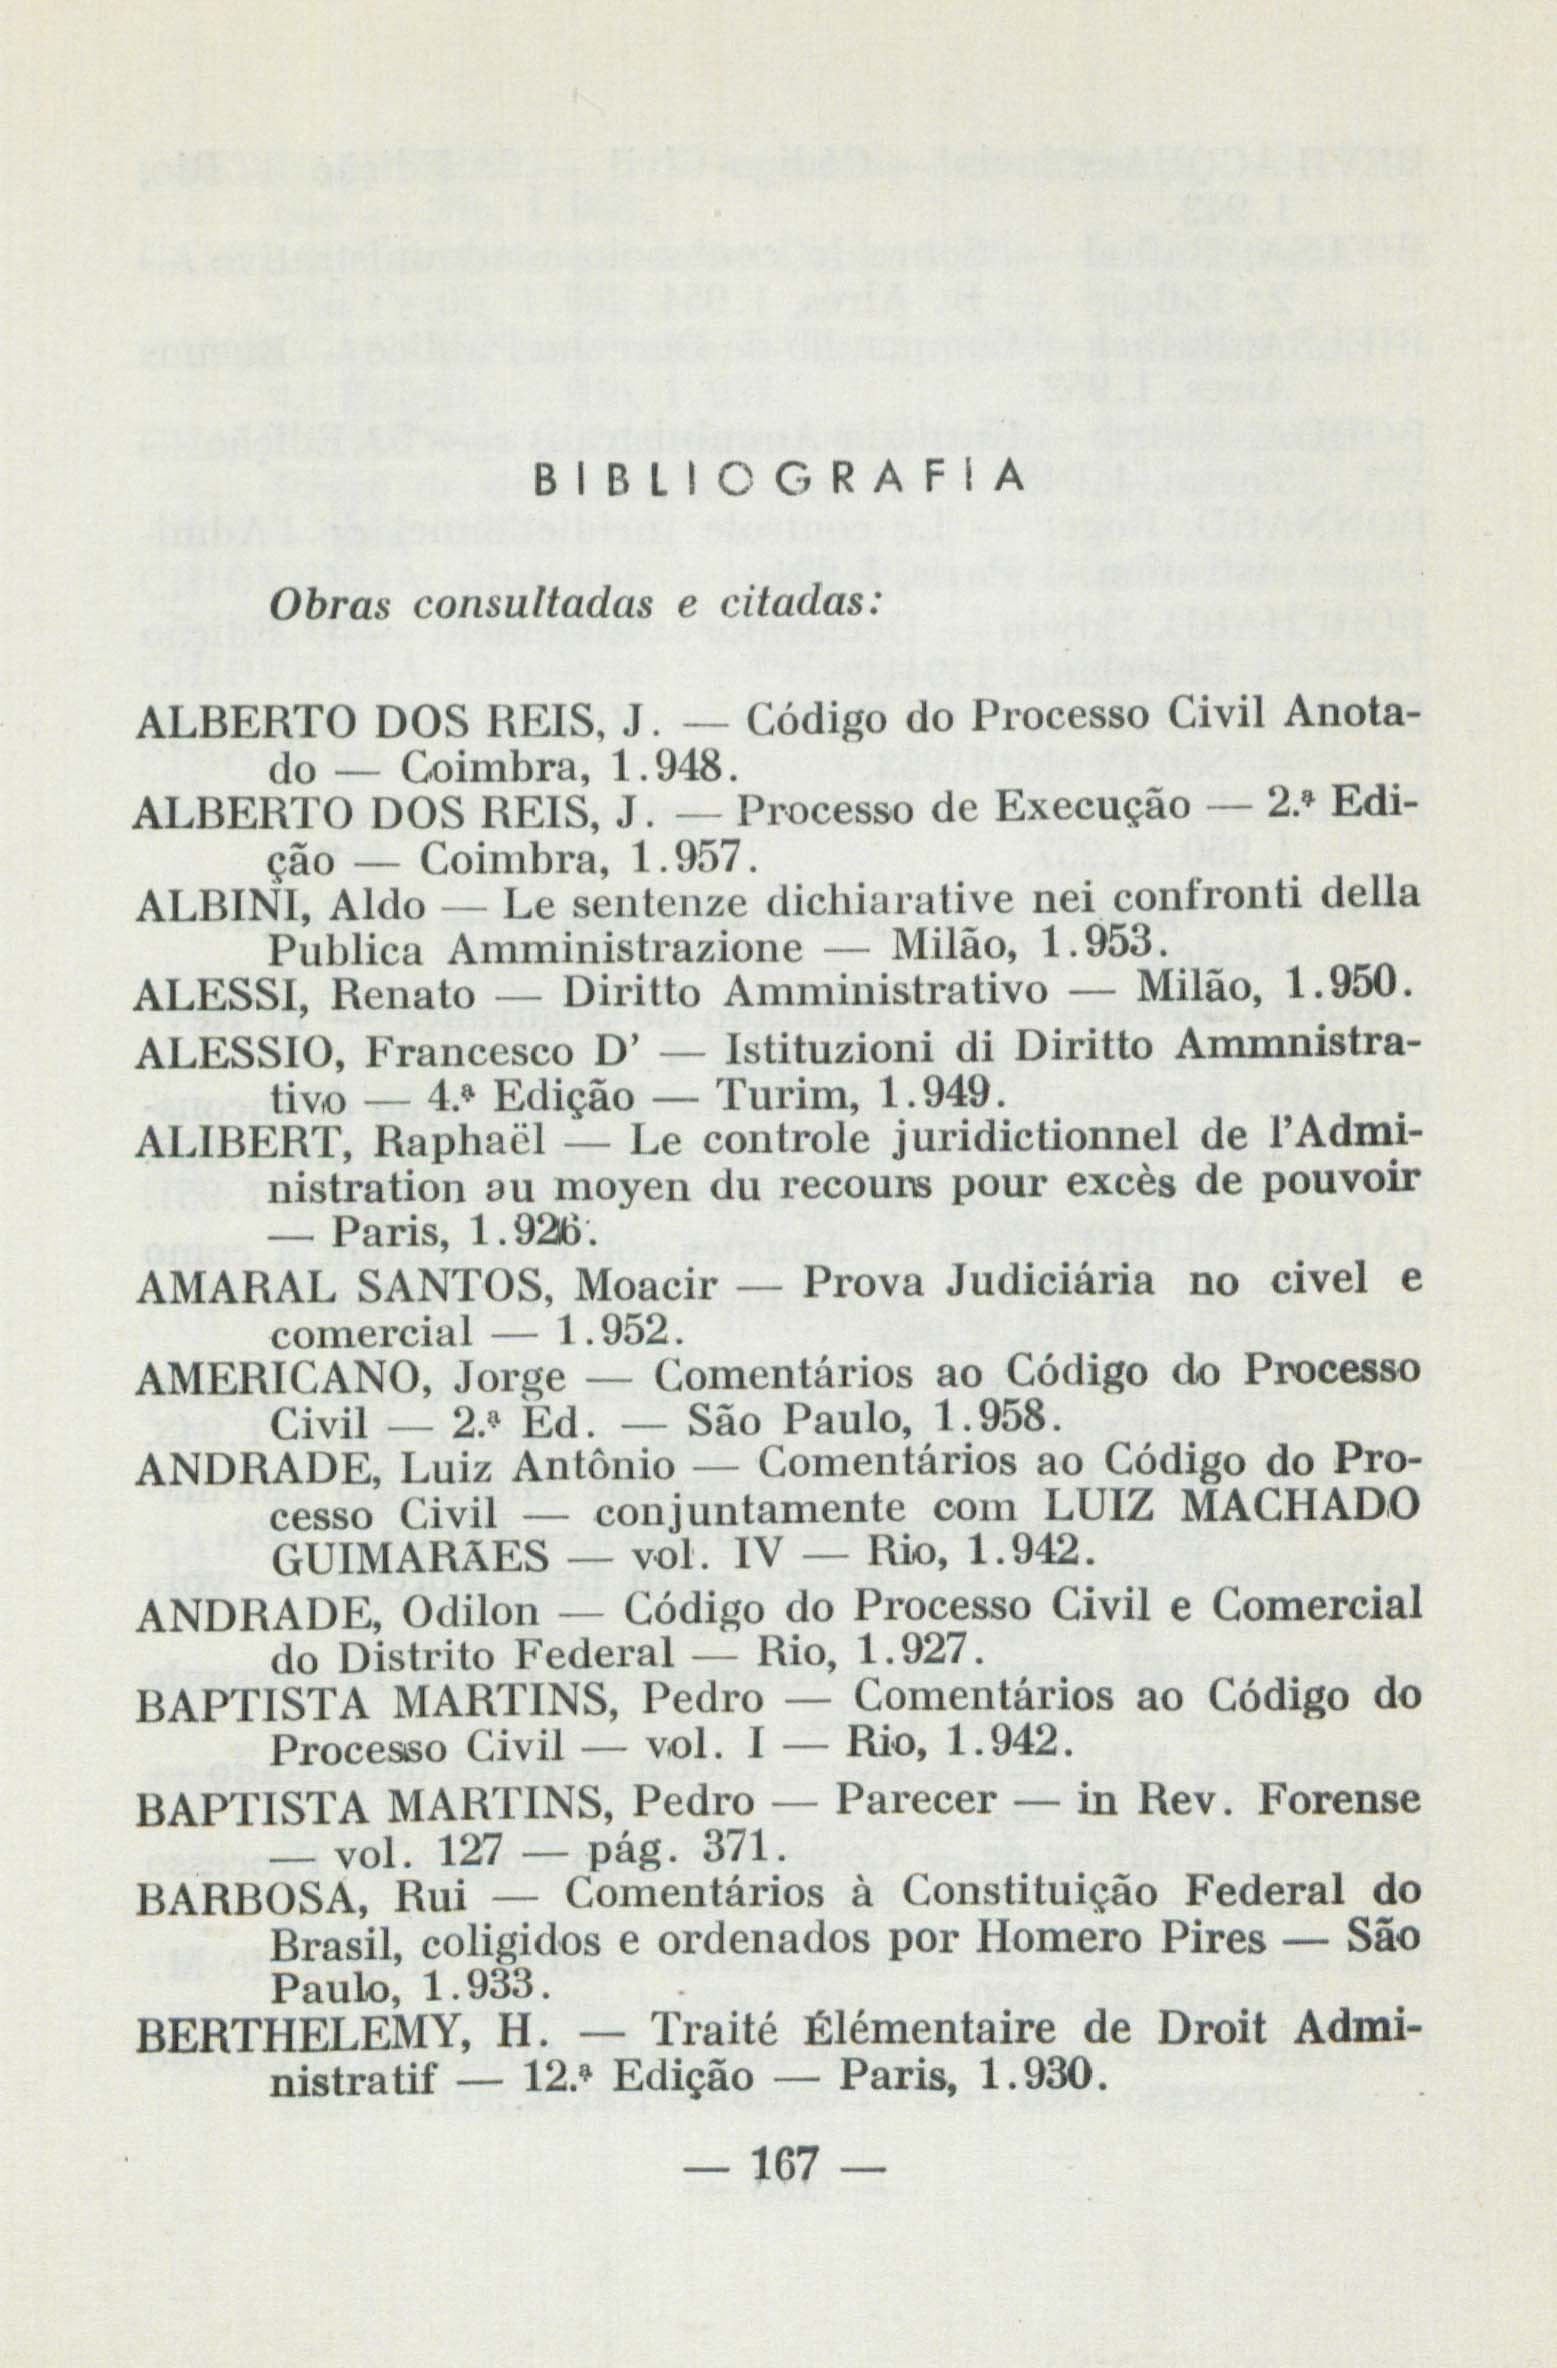 BIBLIOGRAFIA
Obras consultadas e citadas:
ALBERTO DOS REIS, J. — Código do Processo Civil Anota-
do — Coimbra, 1.948.
ALBERTO DOS REIS, J. — Processo de Execução — 2.ª Edi-
ção — Coimbra, 1.957.
ALBINI, Aldo — Le sentenze dichiarative nei confronti della
Publica Amministrazione — Milão, 1.953.
ALESSI, Renato — Diritto Amministrativo — Milão, 1.950.
ALESSIO, Francesco D' — Istituzioni di Diritto Ammnistra-
tivo — 4.ª Edição — Turim, 1.949.
ALIBERT, Raphaël — Le controle juridictionnel de l'Admi-
nistration au moyen du recours pour excès de pouvoir
— Paris, 1.926.
AMARAL SANTOS, Moacir — Prova Judiciária no civel e
comercial — 1.952.
AMERICANO, Jorge — Comentários ao Código do Processo
Civil — 2.ª Ed. — São Paulo, 1.958.
ANDRADE, Luiz Antônio — Comentários ao Código do Pro-
cesso Civil — conjuntamente com LUIZ MACHADO
GUIMARÃES — vol. IV — Rio, 1.942.
ANDRADE, Odilon — Código do Processo Civil e Comercial
do Distrito Federal — Rio, 1.927.
BAPTISTA MARTINS, Pedro — Comentários ao Código do
Processo Civil — vol. I — Rio, 1.942.
BAPTISTA MARTINS, Pedro — Parecer — in Rev. Forense
— vol. 127 — pág. 371.
BARBOSA, Rui — Comentários à Constituição Federal do
Brasil, coligidos e ordenados por Homero Pires — São
Paulo, 1.933.
BERTHELEMY, H. — Traité Élémentaire de Droit Admi-
nistratif — 12.ª Edição — Paris, 1.930.
— 167 —